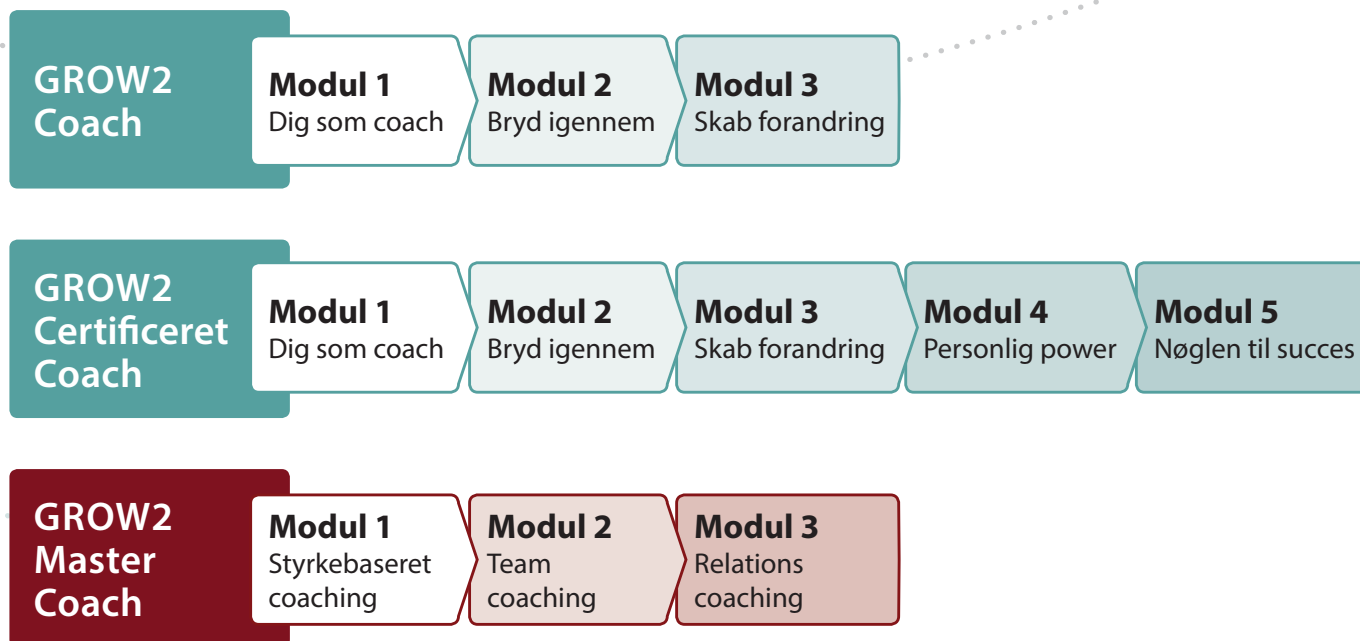 GROW2
Coach
Modul 1
Dig som coach
Modul 2
Bryd igennem
Modul 3
Skab forandring
GROW2
Certificeret
Coach
Modul 1
Dig som coach
Modul 2
Bryd igennem
Modul 3
Skab forandring
Modul 4
Personlig power
Modul 5
Nøglen til succes
GROW2
Master
Coach
Modul 1
Styrkebaseret
coaching
Modul 2
Team
coaching
Modul 3
Relations
coaching